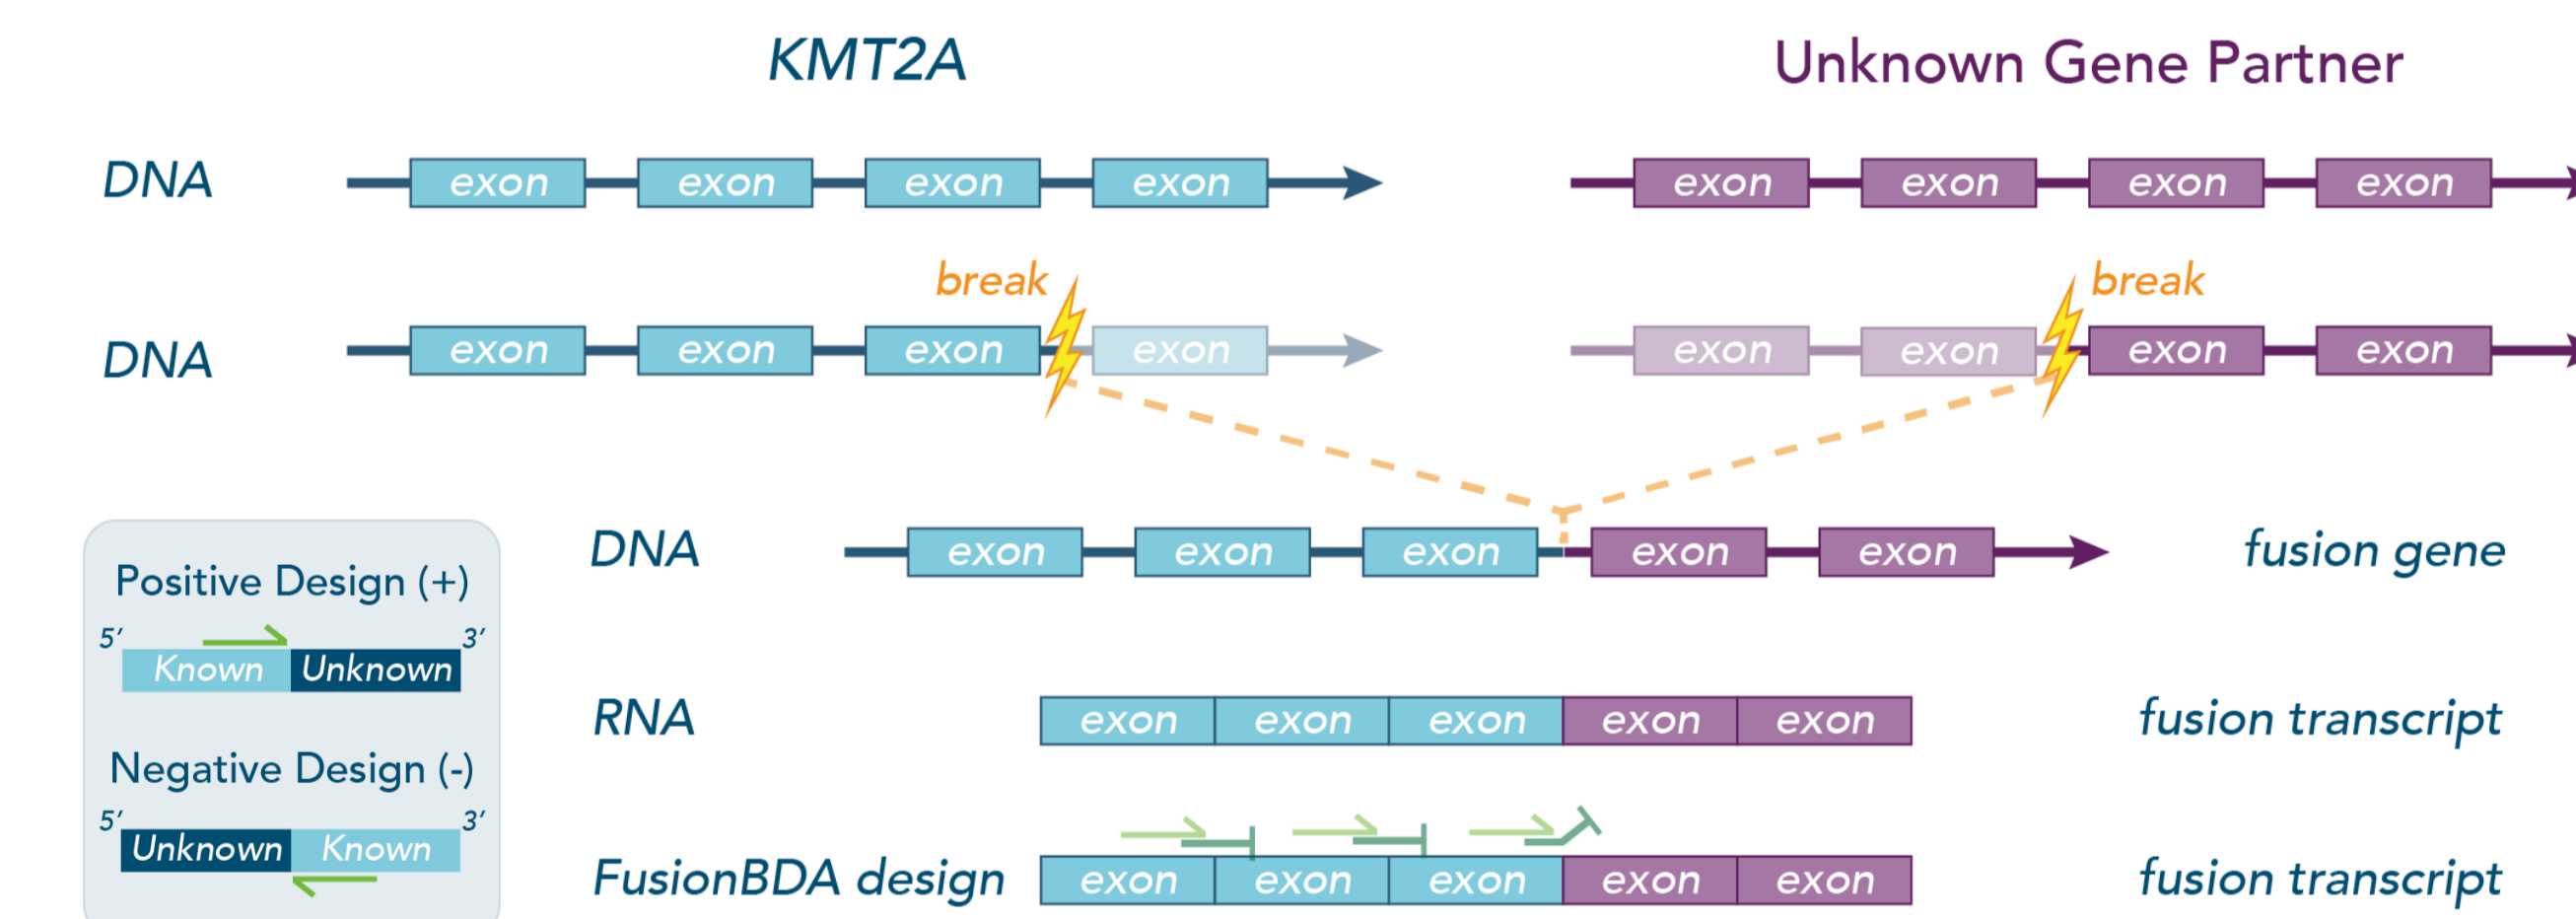 KMT2A
Unknown Gene Partner
DNA
exon exon exon exon
exon exon exon exon
break
break
DNA
exon exon exon exon
exon exon exon exon
DNA
exon exon exon exon exon
fusion gene
Positive Design (+)
5′ 3′
Known Unknown
Negative Design (-)
5′ 3′
Unknown Known
RNA
exon exon exon exon exon
fusion transcript
FusionBDA design
exon exon exon exon exon
fusion transcript